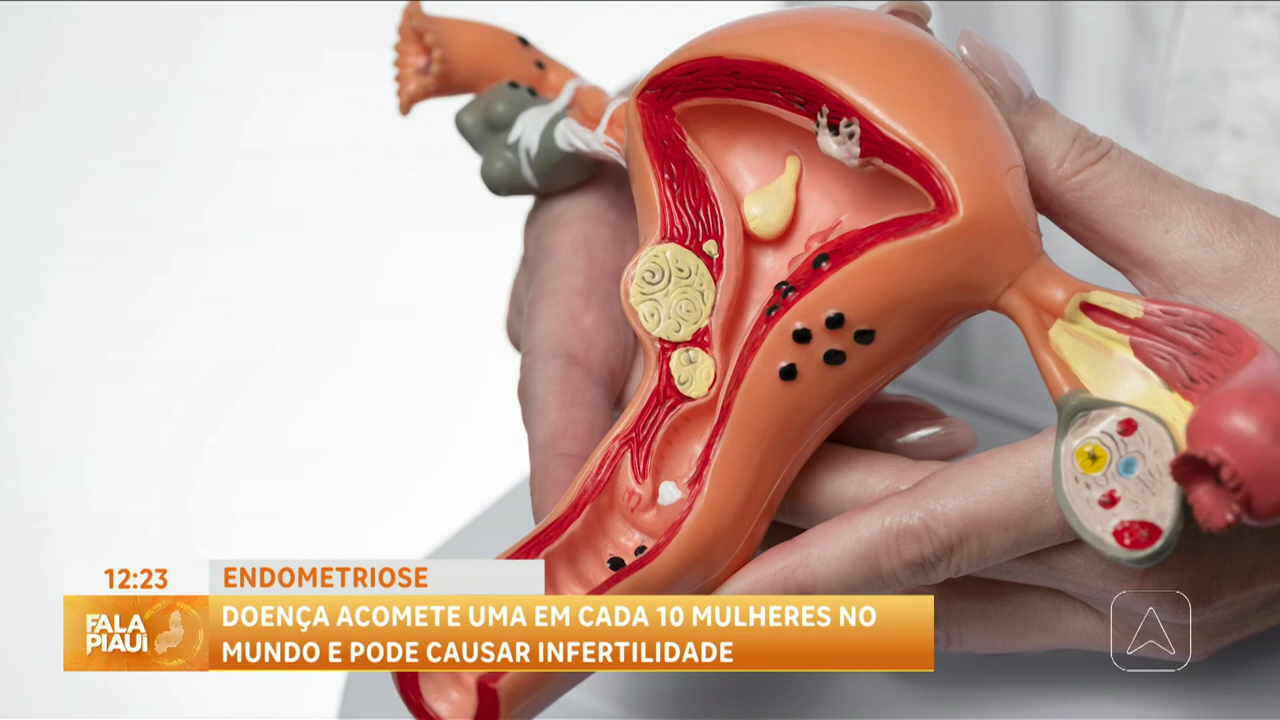 12:23
ENDOMETRIOSE
FALA
PIAUÍ
DOENÇA ACOMETE UMA EM CADA 10 MULHERES NO
MUNDO E PODE CAUSAR INFERTILIDADE